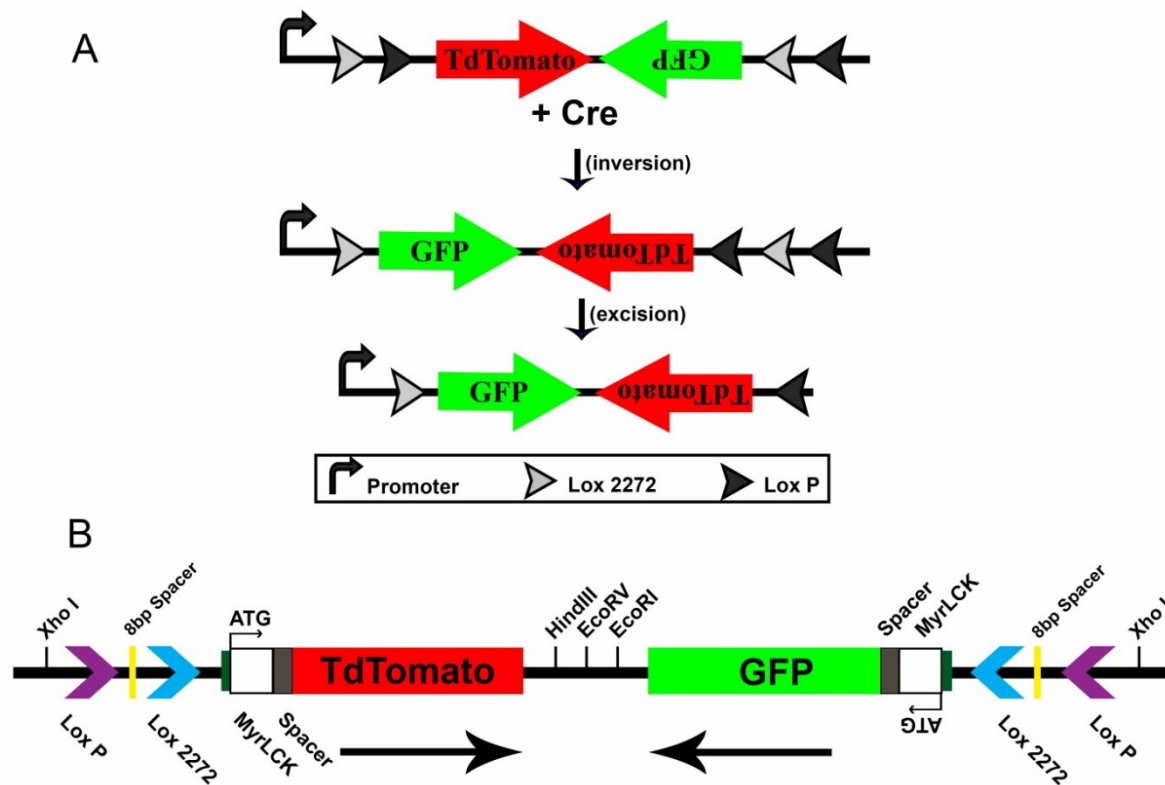 A
TdTomato GFP
+ Cre
(inversion)
GFP TdTomato
(excision)
GFP TdTomato
Promoter Lox 2272 Lox P
B
Xho I 8bp Spacer ATG HindIII EcoRV EcoRI Spacer MyrLCK 8bp Spacer Xho I
TdTomato GFP
Lox P Lox 2272 MyrLCK Spacer ATG Lox 2272 Lox P